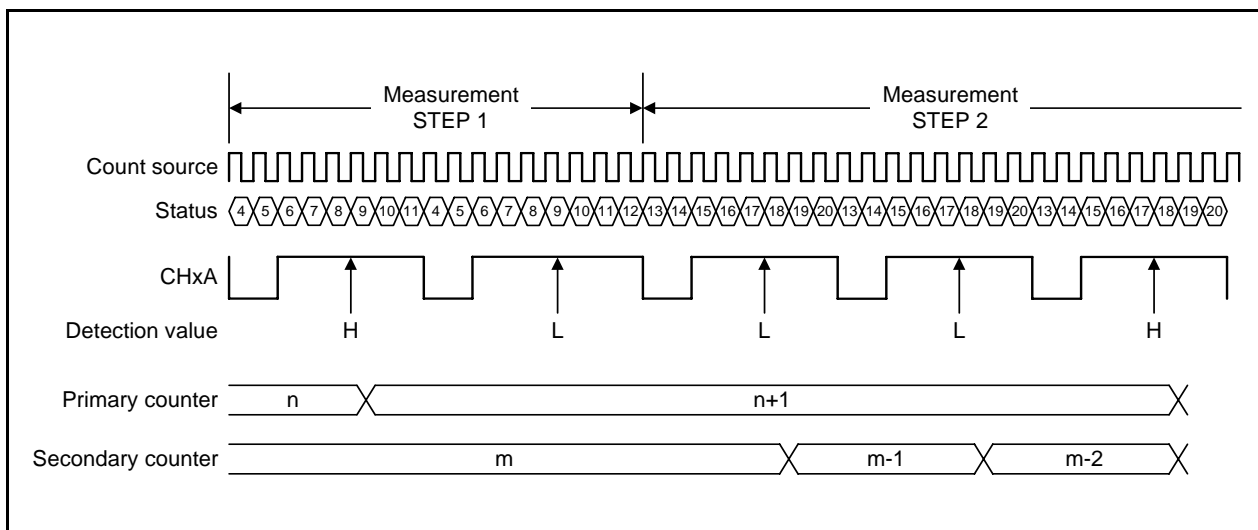 Measurement
STEP 1
Measurement
STEP 2
Count source
Status 4 5 6 7 8 9 10 11 4 5 6 7 8 9 10 11 12 13 14 15 16 17 18 19 20 13 14 15 16 17 18 19 20 13 14 15 16 17 18 19 20
CHxA
Detection value H L L L H
Primary counter n n+1
Secondary counter m m-1 m-2